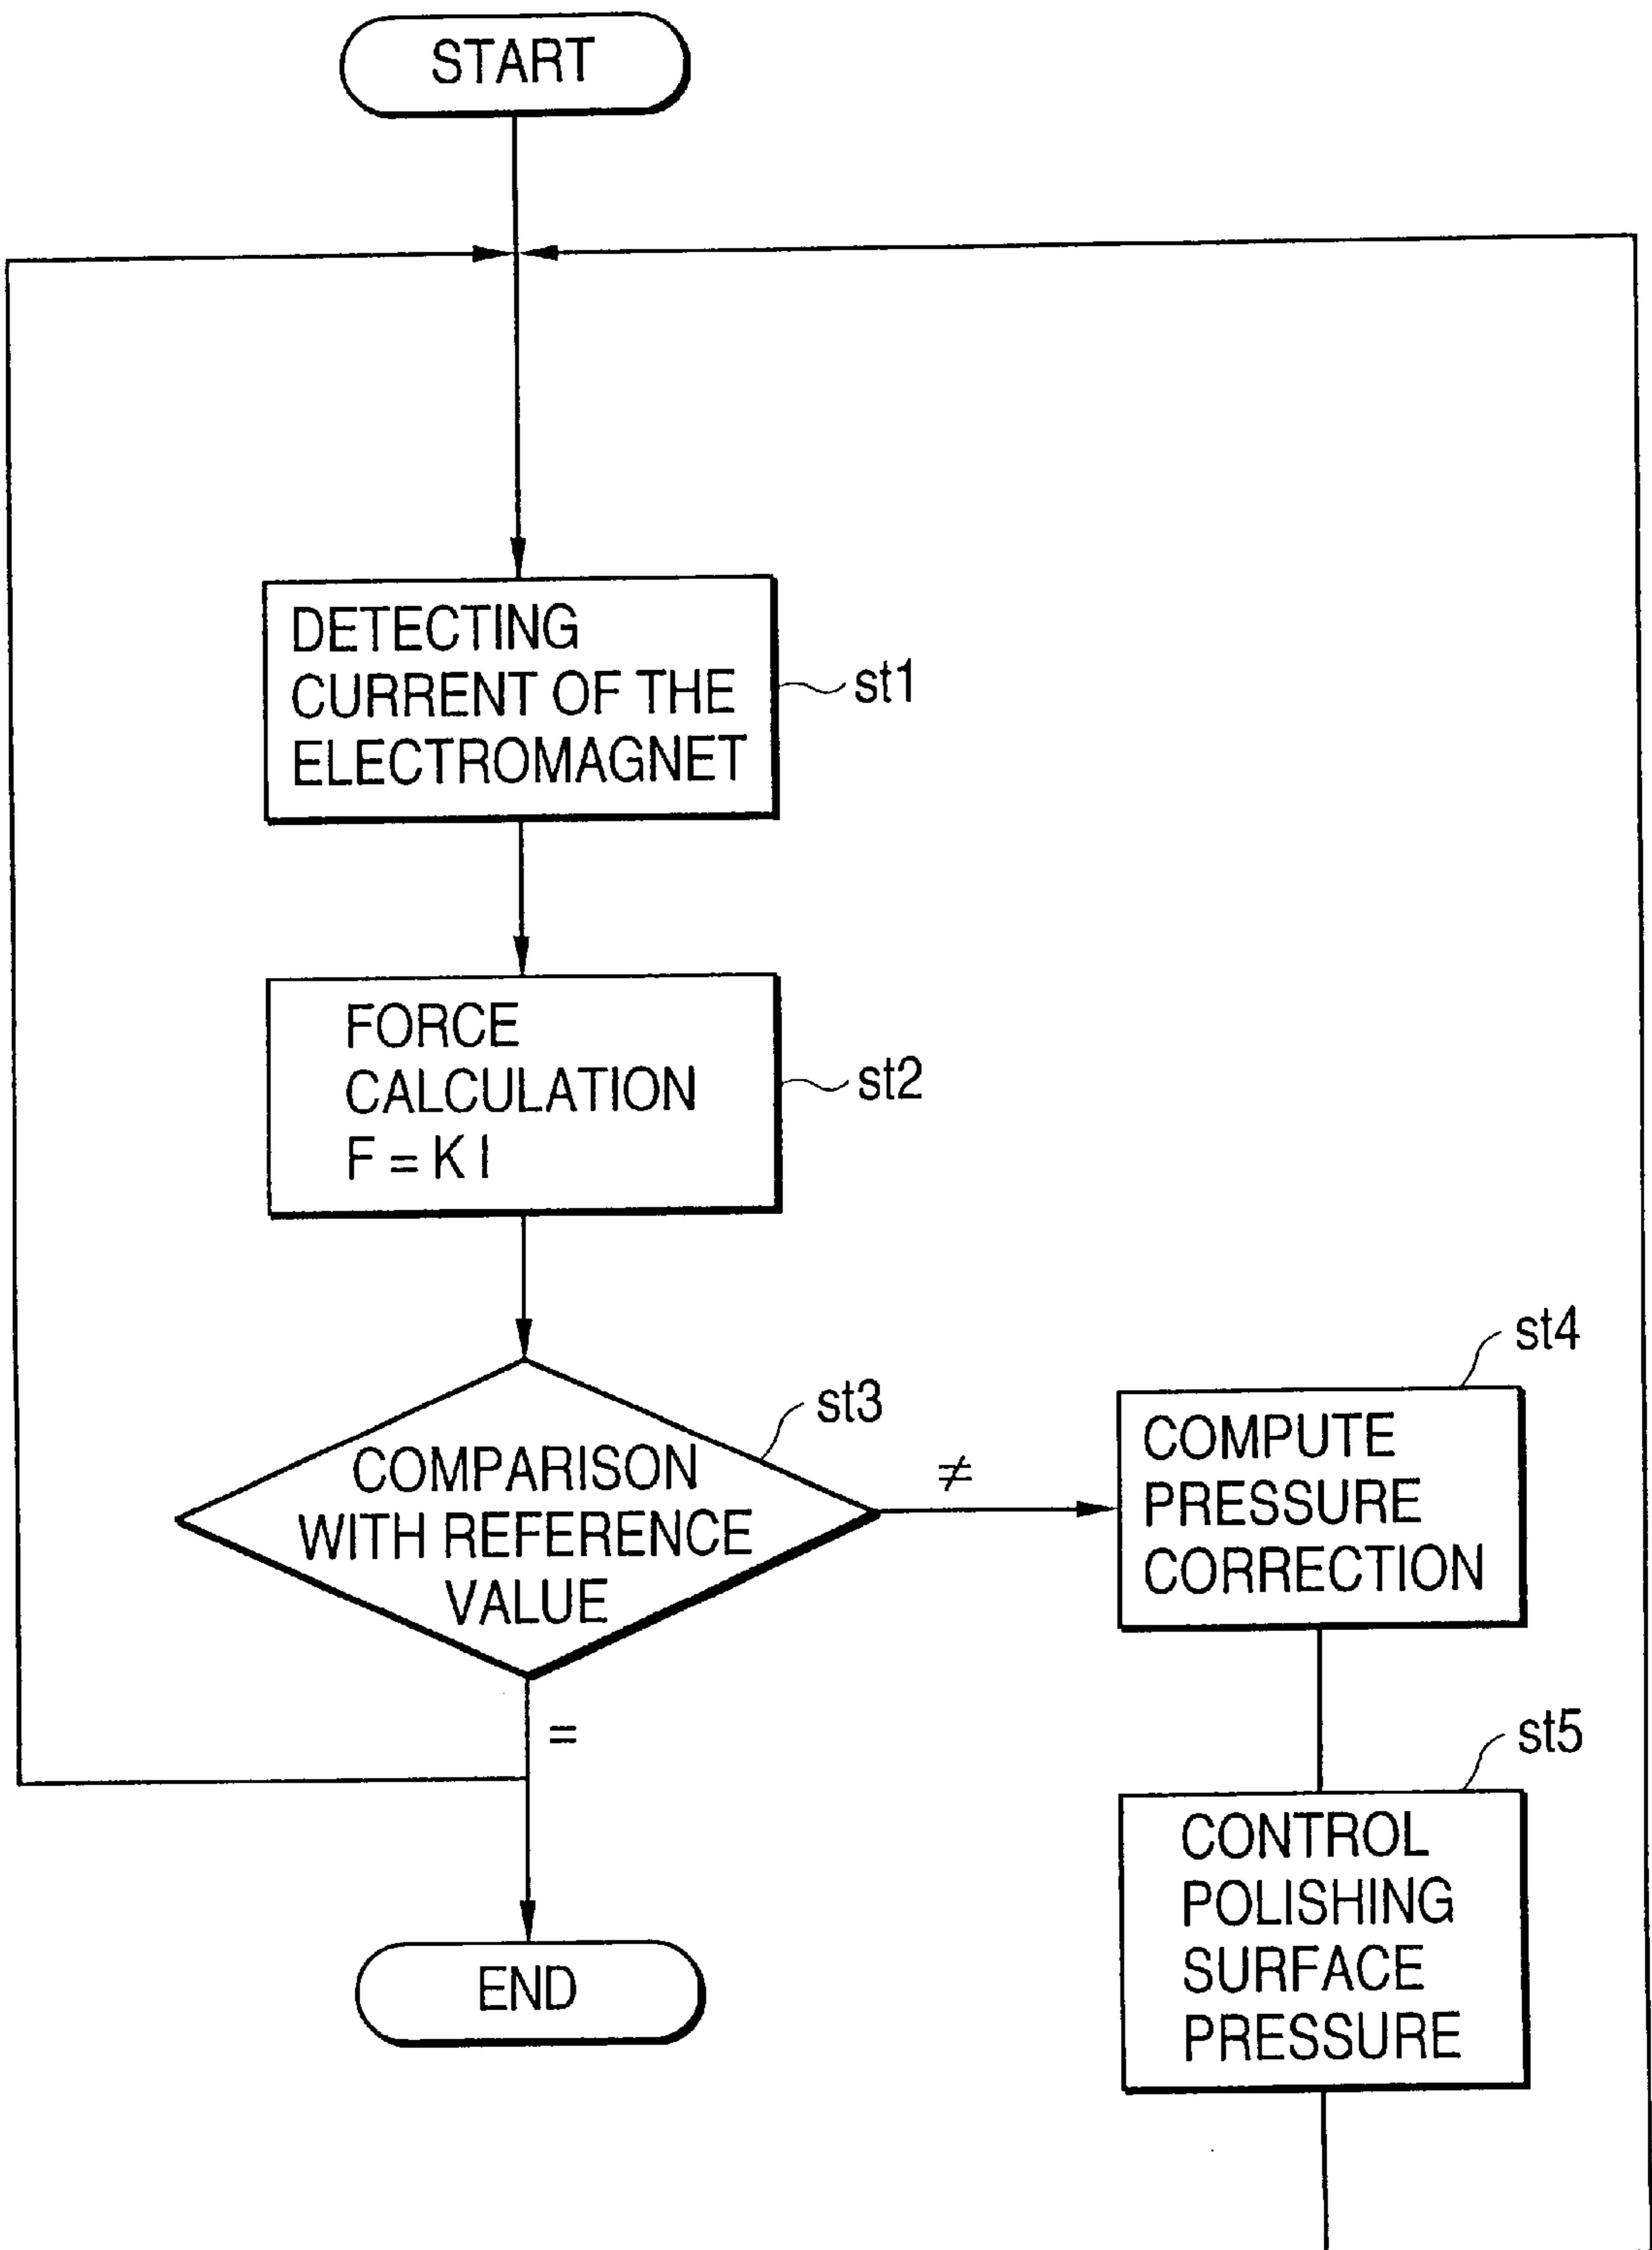 START
DETECTING
CURRENT OF THE
ELECTROMAGNET
st1
FORCE
CALCULATION
F = K I
st2
st3
COMPARISON
WITH REFERENCE
VALUE
≠
=
st4
COMPUTE
PRESSURE
CORRECTION
st5
CONTROL
POLISHING
SURFACE
PRESSURE
END